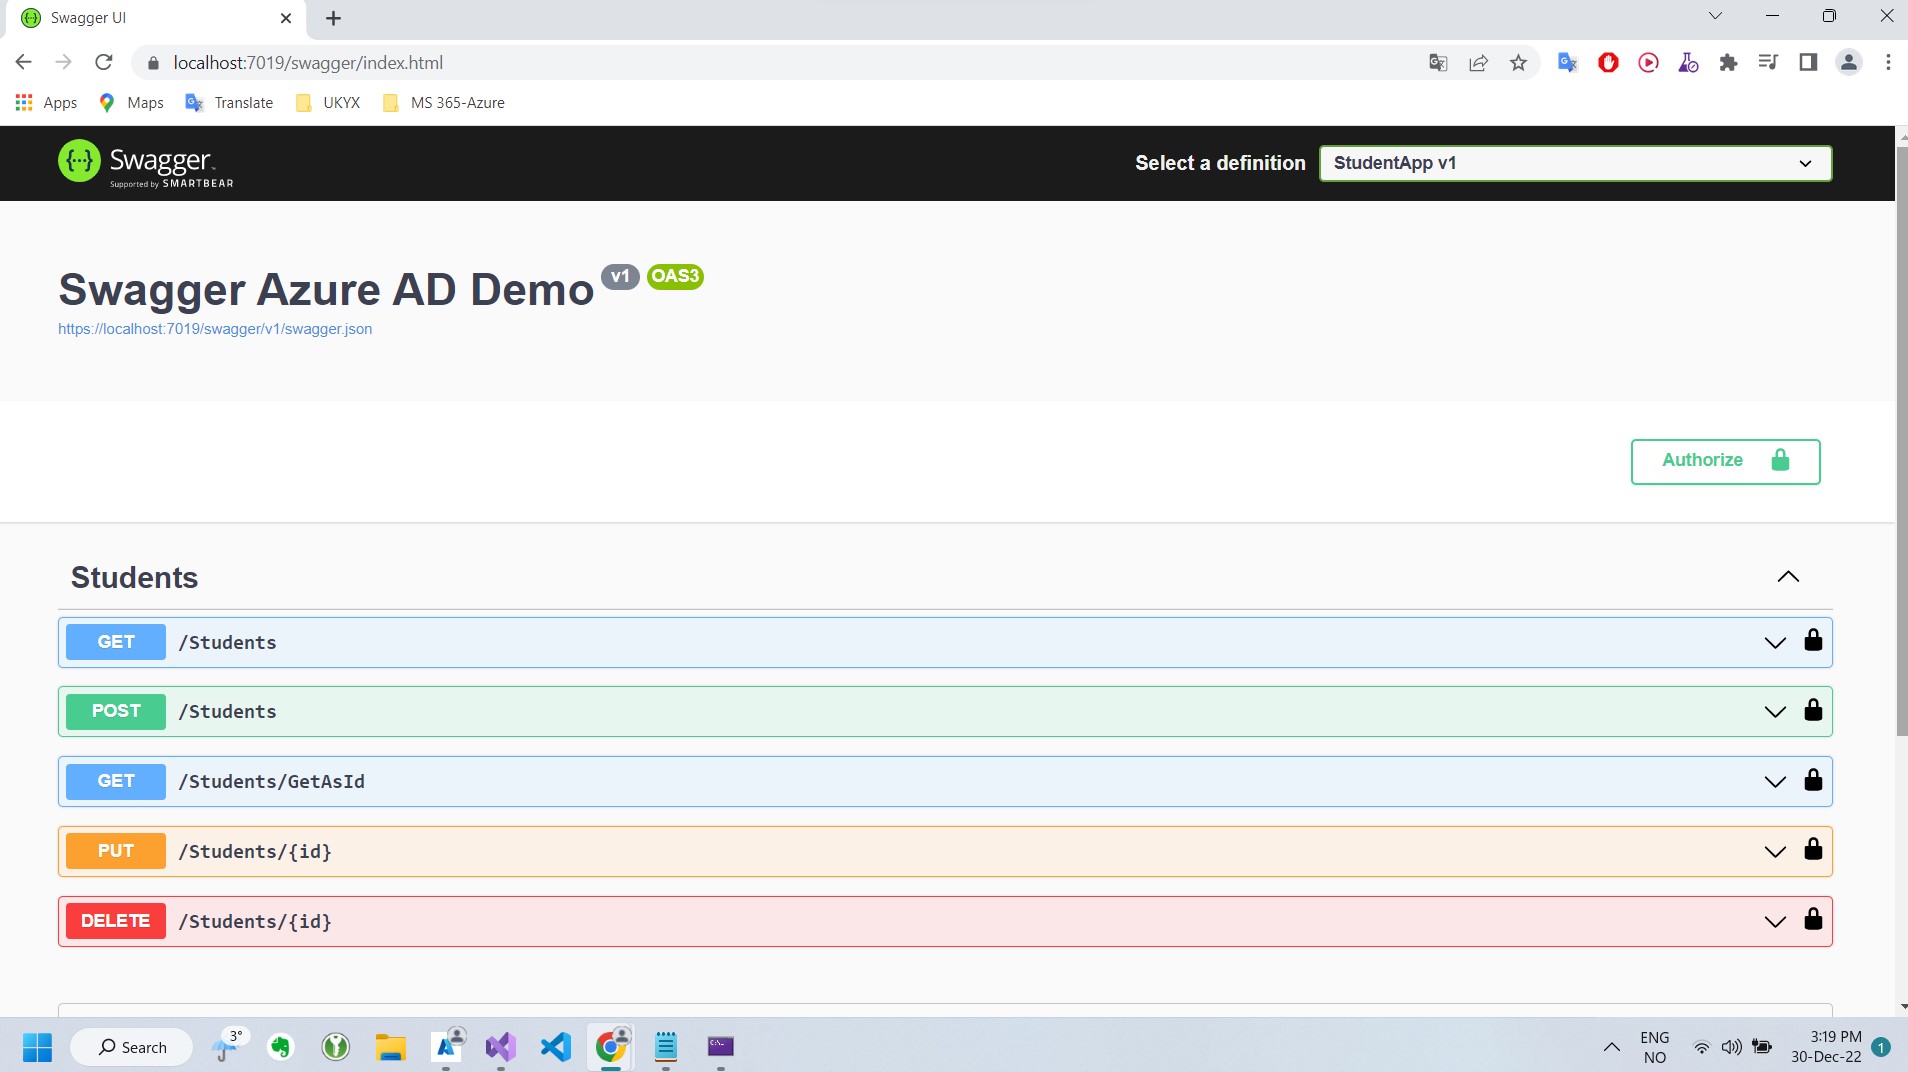 Swagger UI
localhost:7019/swagger/index.html
Apps
Maps
Translate
UKYX
MS 365-Azure
Swagger
Supported by SMARTBEAR
Select a definition
StudentApp v1
Swagger Azure AD Demo
v1
OAS3
https://localhost:7019/swagger/v1/swagger.json
Authorize
Students
GET /Students
POST /Students
GET /Students/GetAsId
PUT /Students/{id}
DELETE /Students/{id}
Search
3°
ENG
NO
3:19 PM
30-Dec-22
1